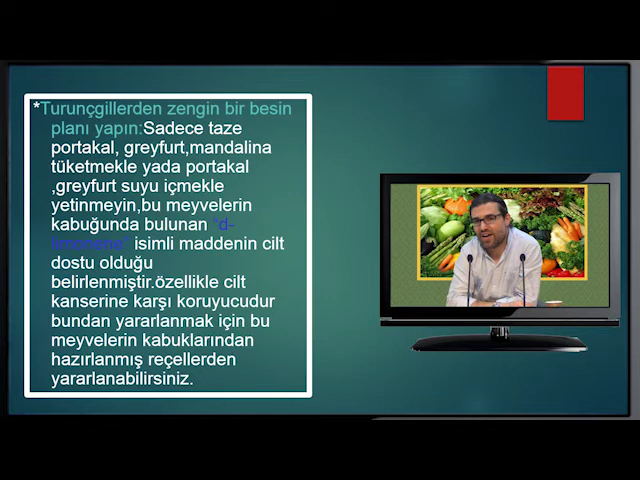 *Turunçgillerden zengin bir besin
planı yapın:Sadece taze
portakal, greyfurt,mandalina
tüketmekle yada portakal
,greyfurt suyu içmekle
yetinmeyin,bu meyvelerin
kabuğunda bulunan “d-
limonene” isimli maddenin cilt
dostu olduğu
belirlenmiştir.özellikle cilt
kanserine karşı koruyucudur
bundan yararlanmak için bu
meyvelerin kabuklarından
hazırlanmış reçellerden
yararlanabilirsiniz.